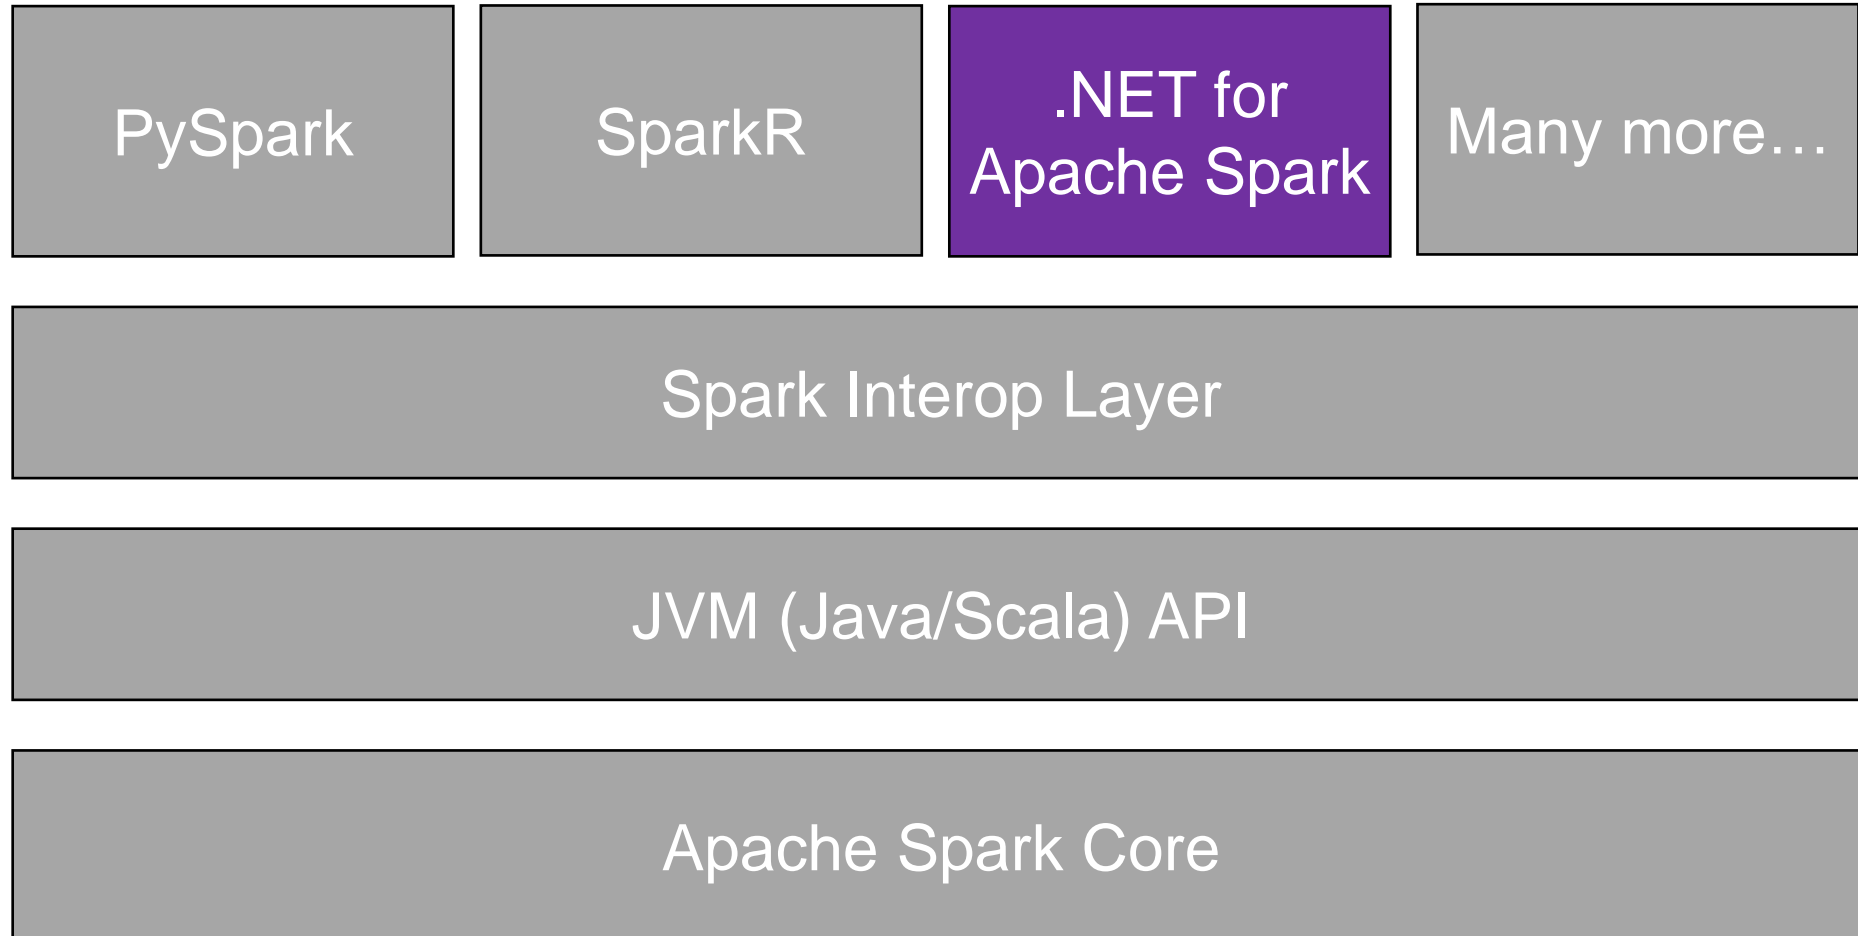 PySpark
SparkR
.NET for
Apache Spark
Many more…
Spark Interop Layer
JVM (Java/Scala) API
Apache Spark Core